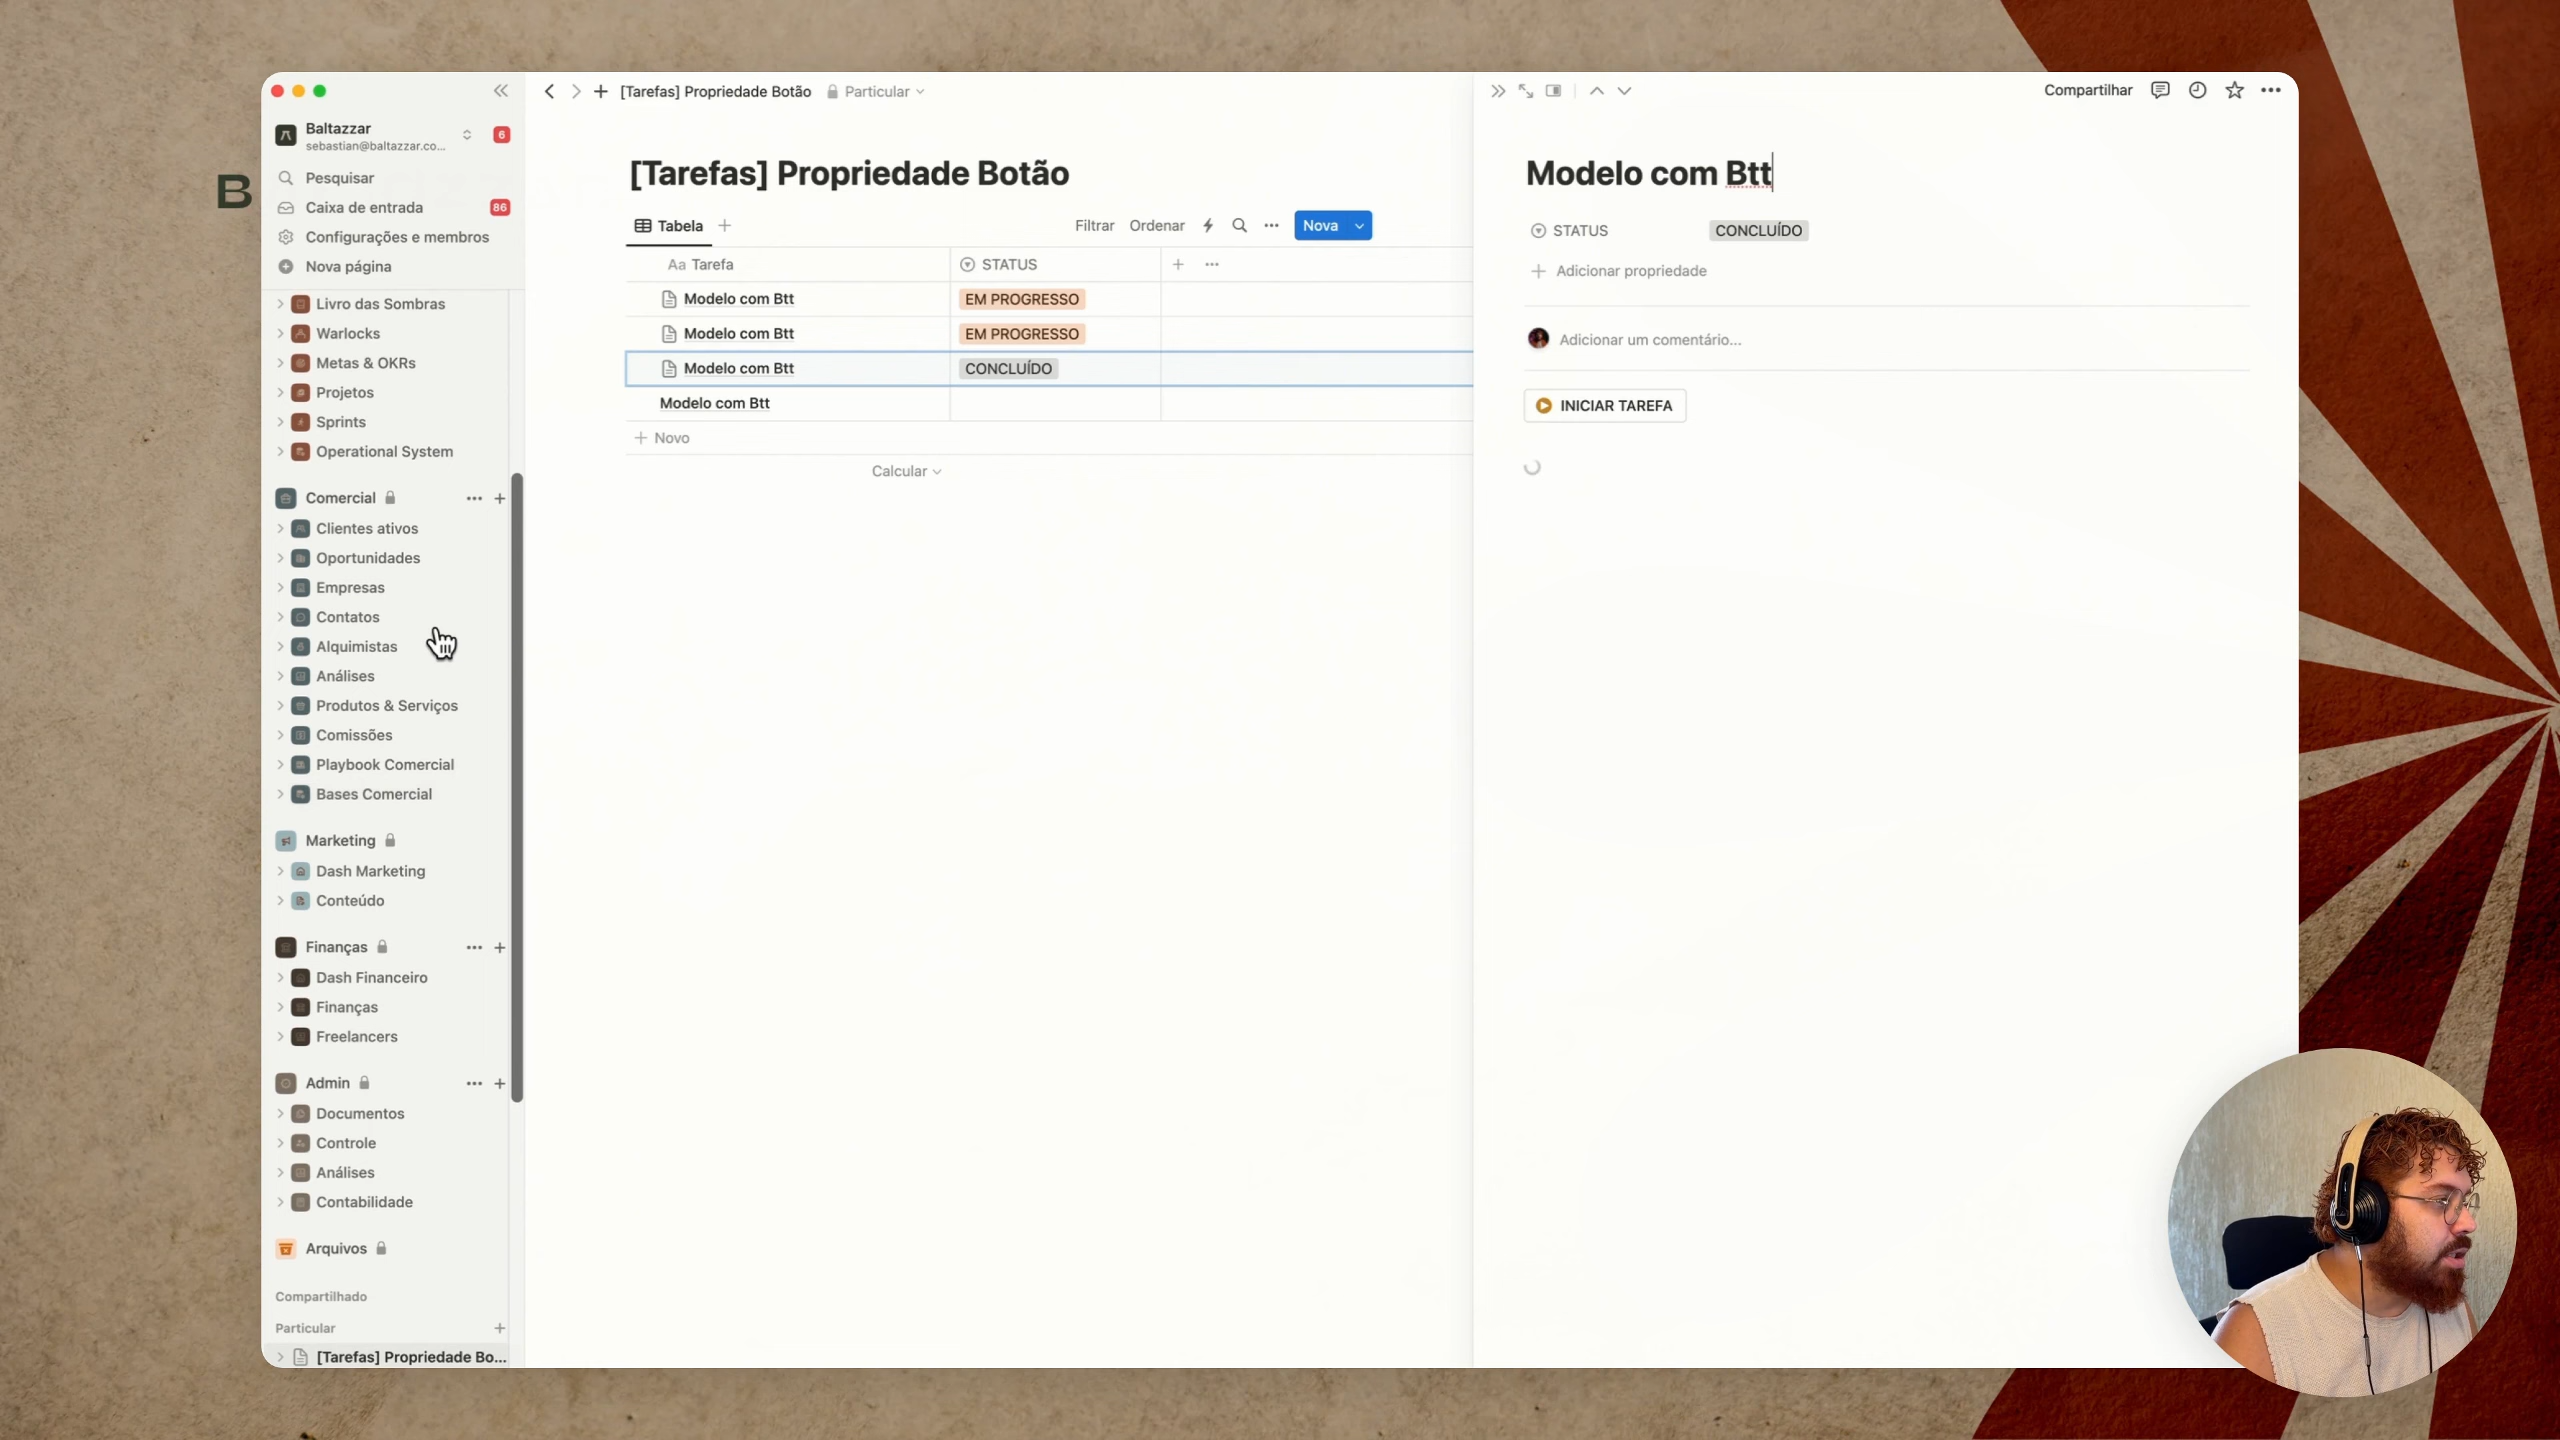 B
Baltazzar
sebastian@baltazzar.co...
6
Pesquisar
Caixa de entrada
86
Configurações e membros
Nova página
Livro das Sombras
Warlocks
Metas & OKRs
Projetos
Sprints
Operational System
Comercial
Clientes ativos
Oportunidades
Empresas
Contatos
Alquimistas
Análises
Produtos & Serviços
Comissões
Playbook Comercial
Bases Comercial
Marketing
Dash Marketing
Conteúdo
Finanças
Dash Financeiro
Finanças
Freelancers
Admin
Documentos
Controle
Análises
Contabilidade
Arquivos
Compartilhado
Particular
[Tarefas] Propriedade Bo...
[Tarefas] Propriedade Botão Particular
[Tarefas] Propriedade Botão
Tabela
Filtrar Ordenar
Nova
Aa Tarefa STATUS
Modelo com Btt EM PROGRESSO
Modelo com Btt EM PROGRESSO
Modelo com Btt CONCLUÍDO
Modelo com Btt
Novo
Calcular
Compartilhar
Modelo com Btt
STATUS CONCLUÍDO
Adicionar propriedade
Adicionar um comentário...
INICIAR TAREFA